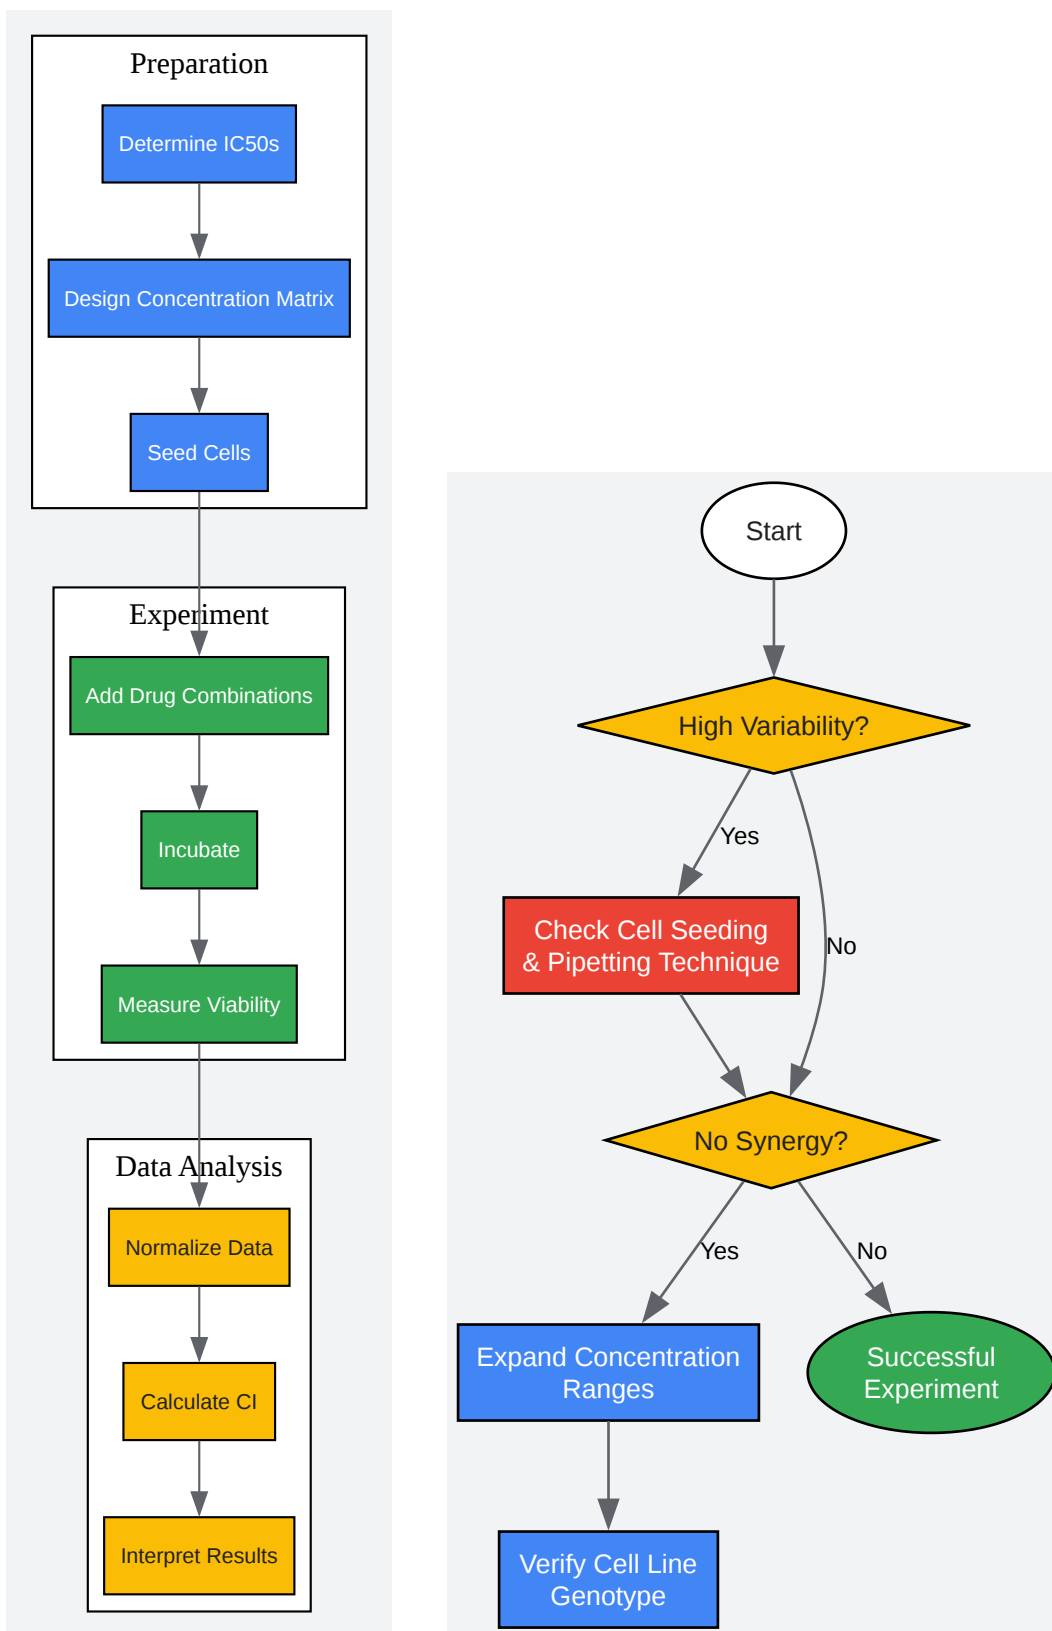 Preparation
Determine IC50s
Design Concentration Matrix
Seed Cells
Experiment
Add Drug Combinations
Incubate
Measure Viability
Data Analysis
Normalize Data
Calculate CI
Interpret Results
Start
High Variability?
Yes
Check Cell Seeding
& Pipetting Technique
No
No Synergy?
Yes
No
Expand Concentration
Ranges
Successful
Experiment
Verify Cell Line
Genotype